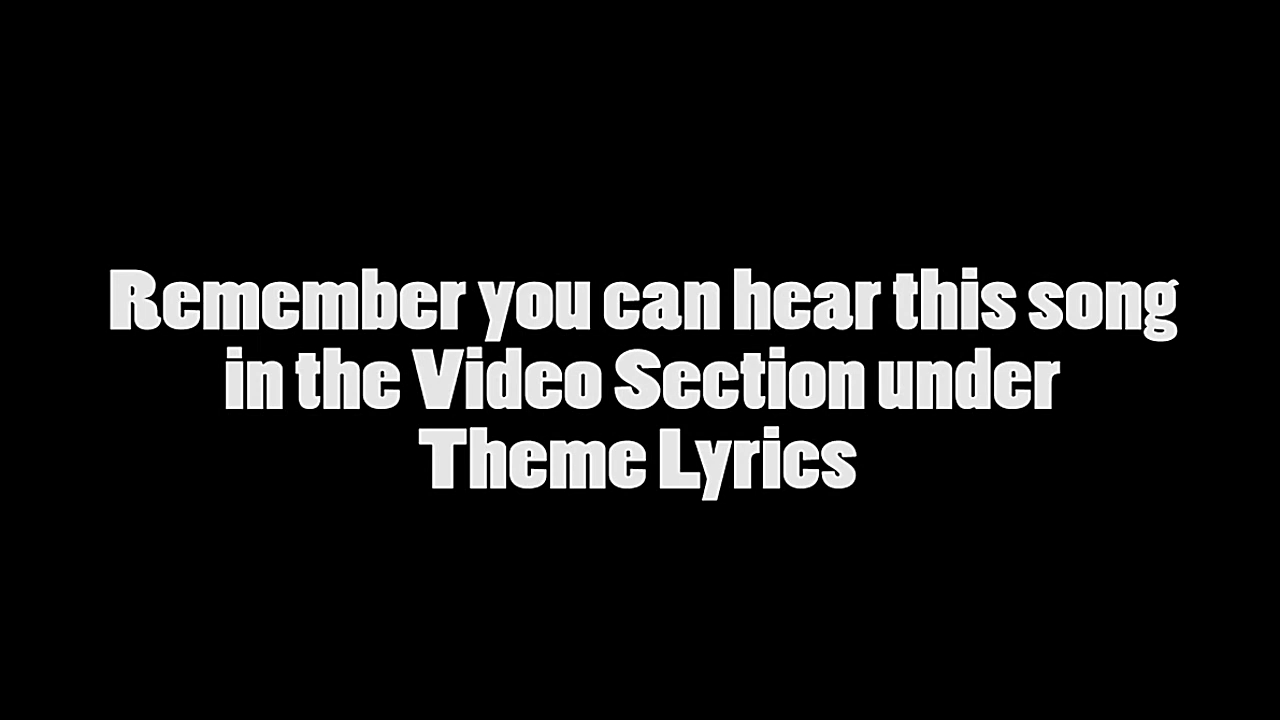 Remember you can hear this song
in the Video Section under
Theme Lyrics